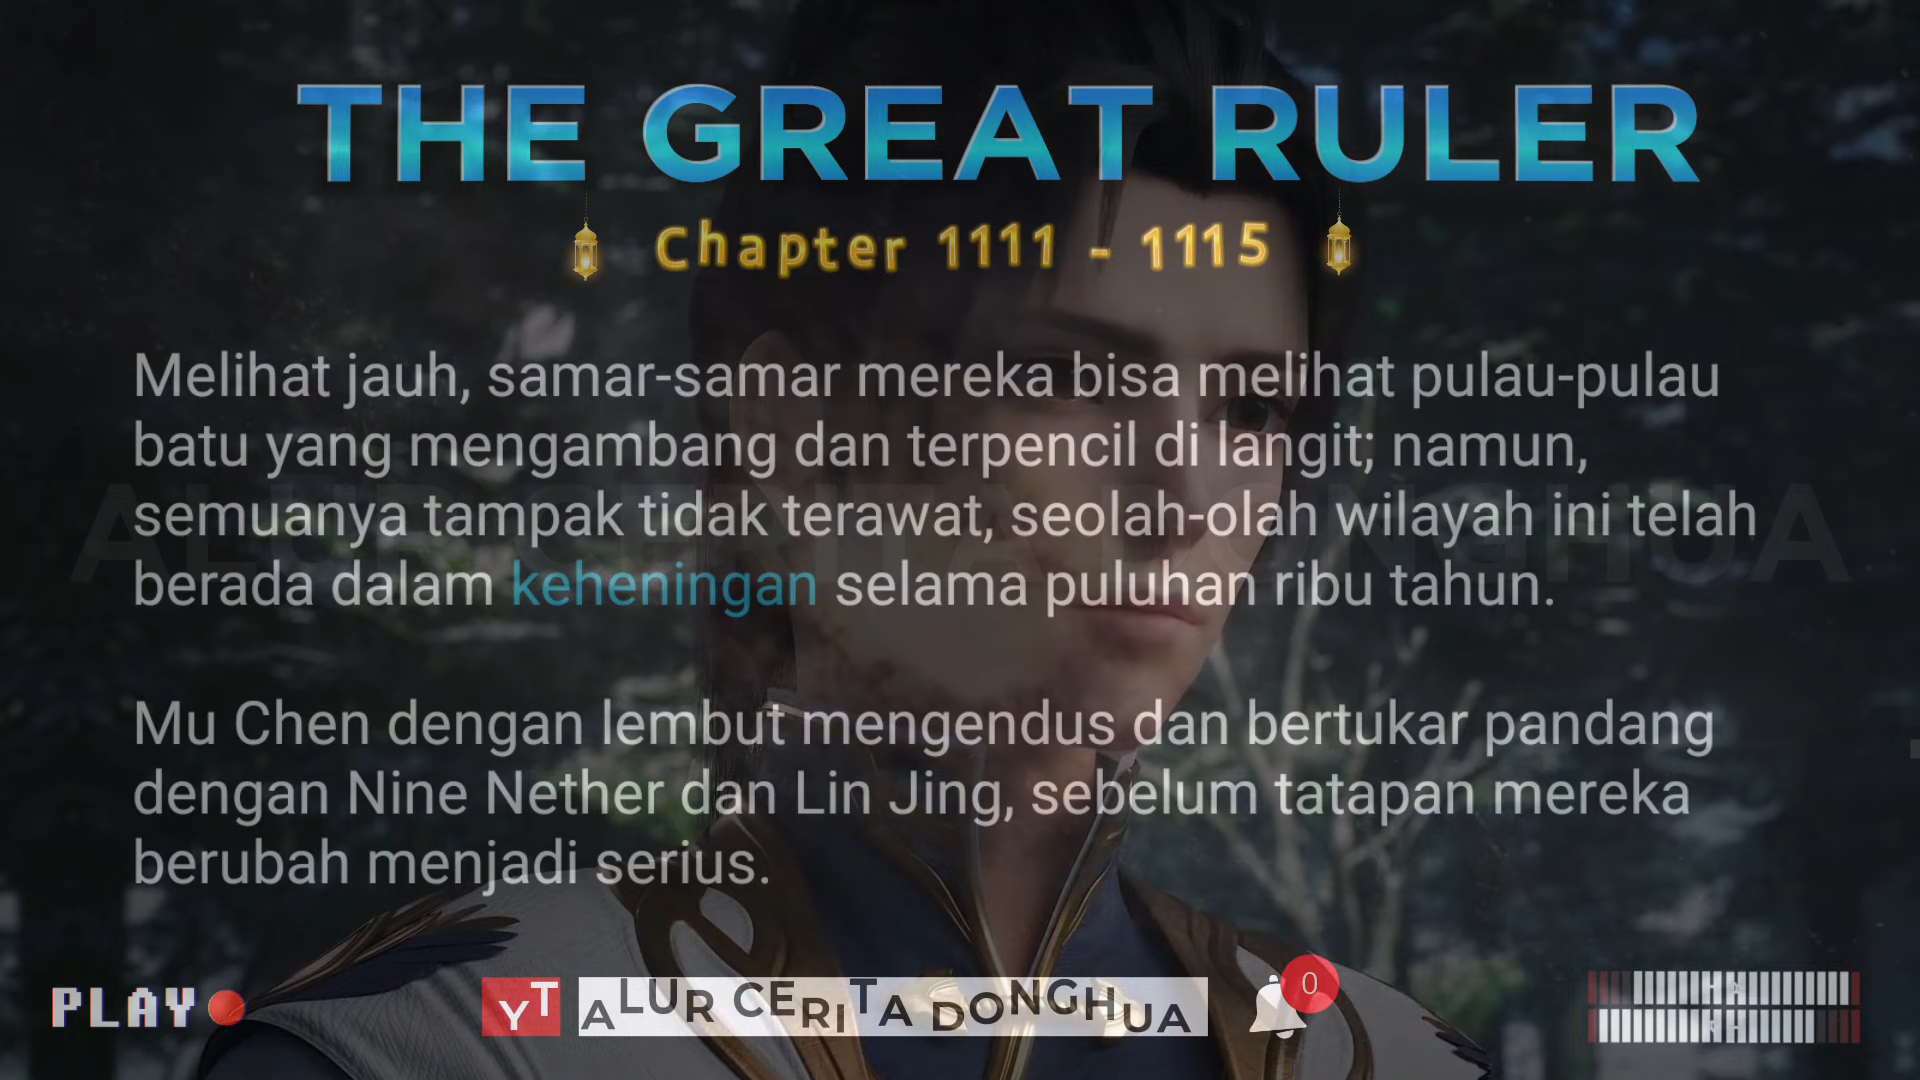 THE GREAT RULER
Chapter 1111 - 1115
Melihat jauh, samar-samar mereka bisa melihat pulau-pulau
batu yang mengambang dan terpencil di langit; namun,
semuanya tampak tidak terawat, seolah-olah wilayah ini telah
berada dalam keheningan selama puluhan ribu tahun.
ALUR CERITA DONGHUA
Mu Chen dengan lembut mengendus dan bertukar pandang
dengan Nine Nether dan Lin Jing, sebelum tatapan mereka
berubah menjadi serius.
PLAY
YT ALUR CERITA DONGHUA
0